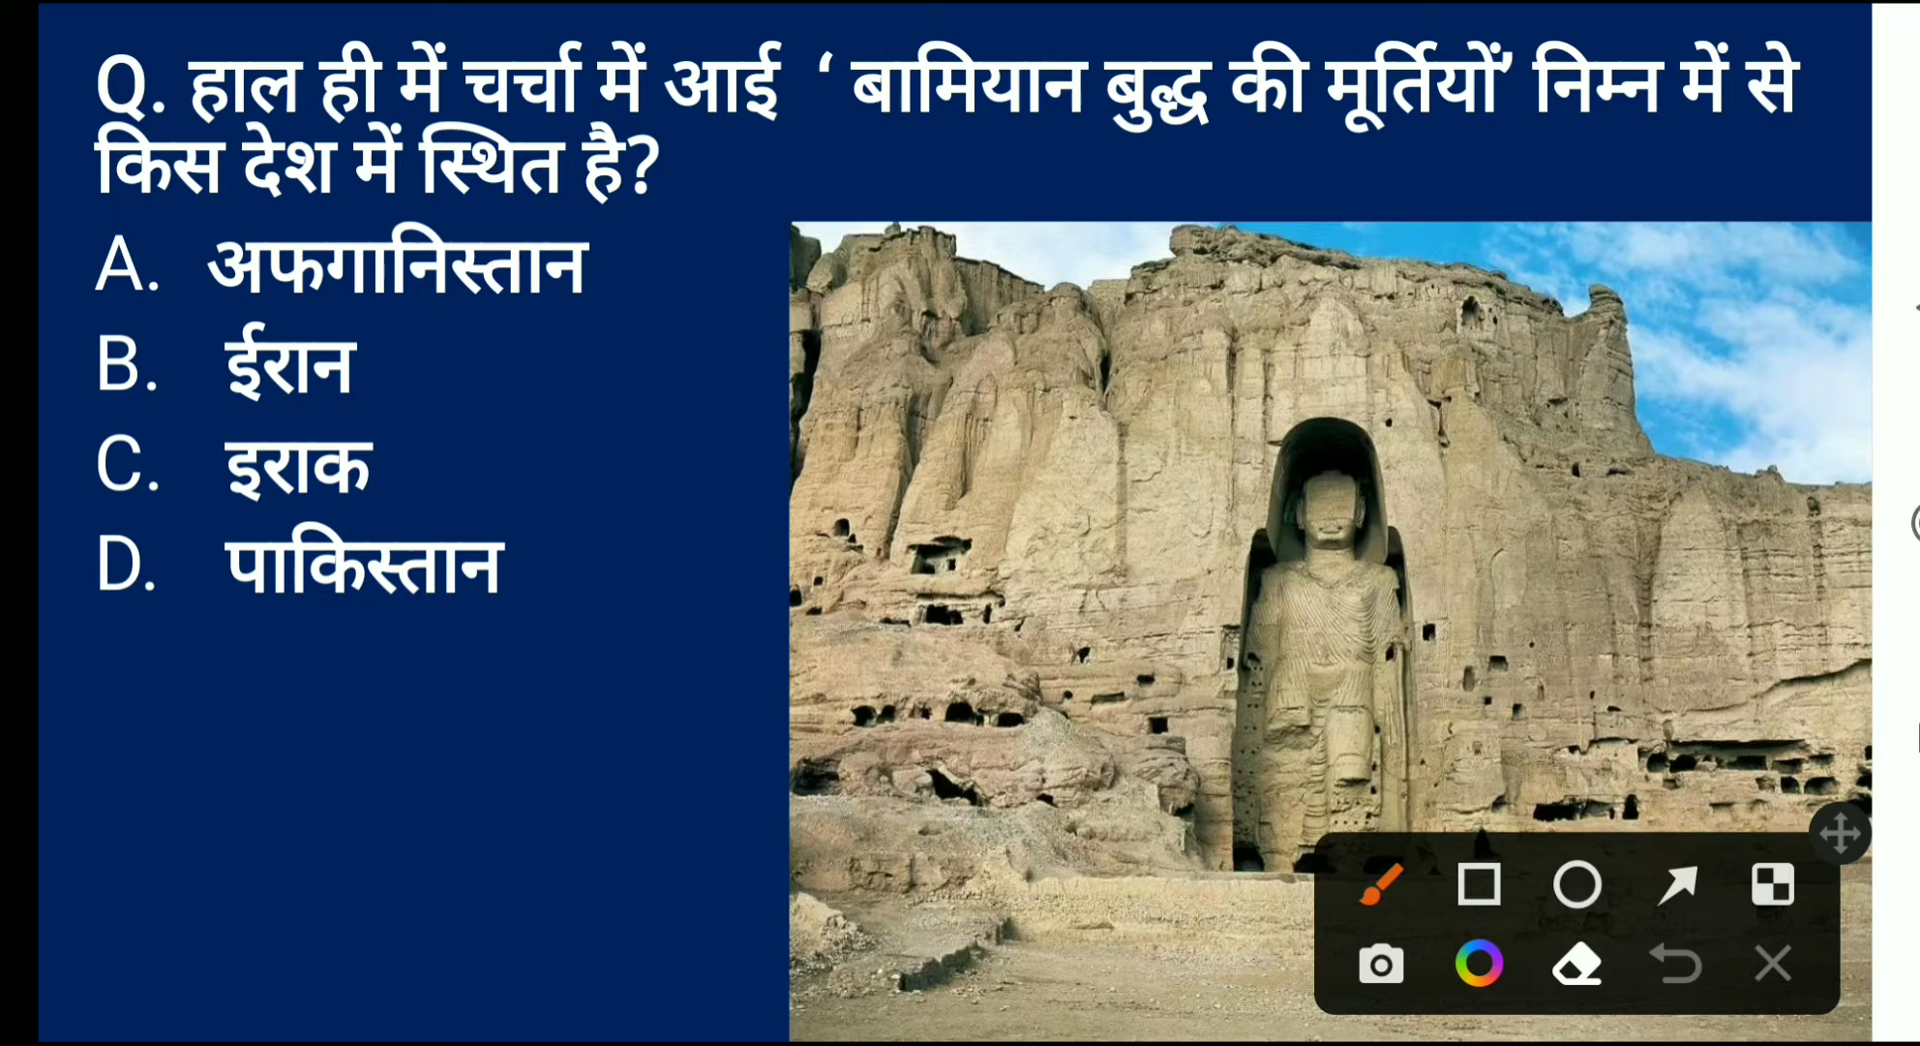 Q. हाल ही में चर्चा में आई ‘ बामियान बुद्ध की मूर्तियों’ निम्न में से
किस देश में स्थित है?
A. अफगानिस्तान
B. ईरान
C. इराक
D. पाकिस्तान